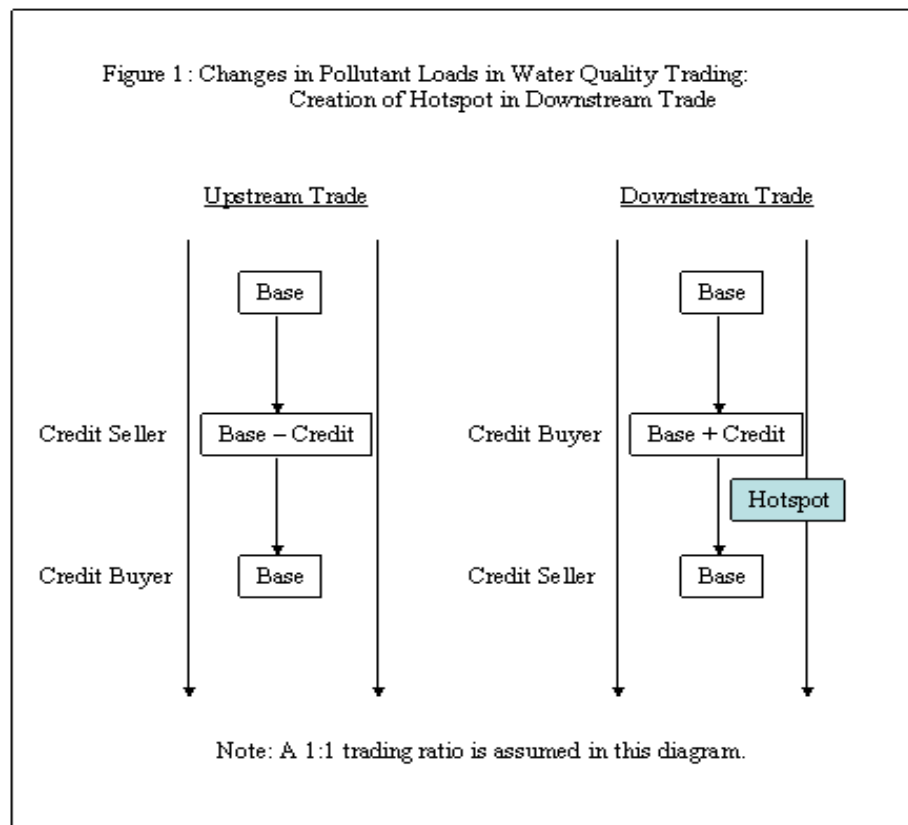 Figure 1: Changes in Pollutant Loads in Water Quality Trading:
Creation of Hotspot in Downstream Trade
Upstream Trade
Base
Credit Seller
Base – Credit
Credit Buyer
Base
Downstream Trade
Base
Credit Buyer
Base + Credit
Hotspot
Credit Seller
Base
Note: A 1:1 trading ratio is assumed in this diagram.